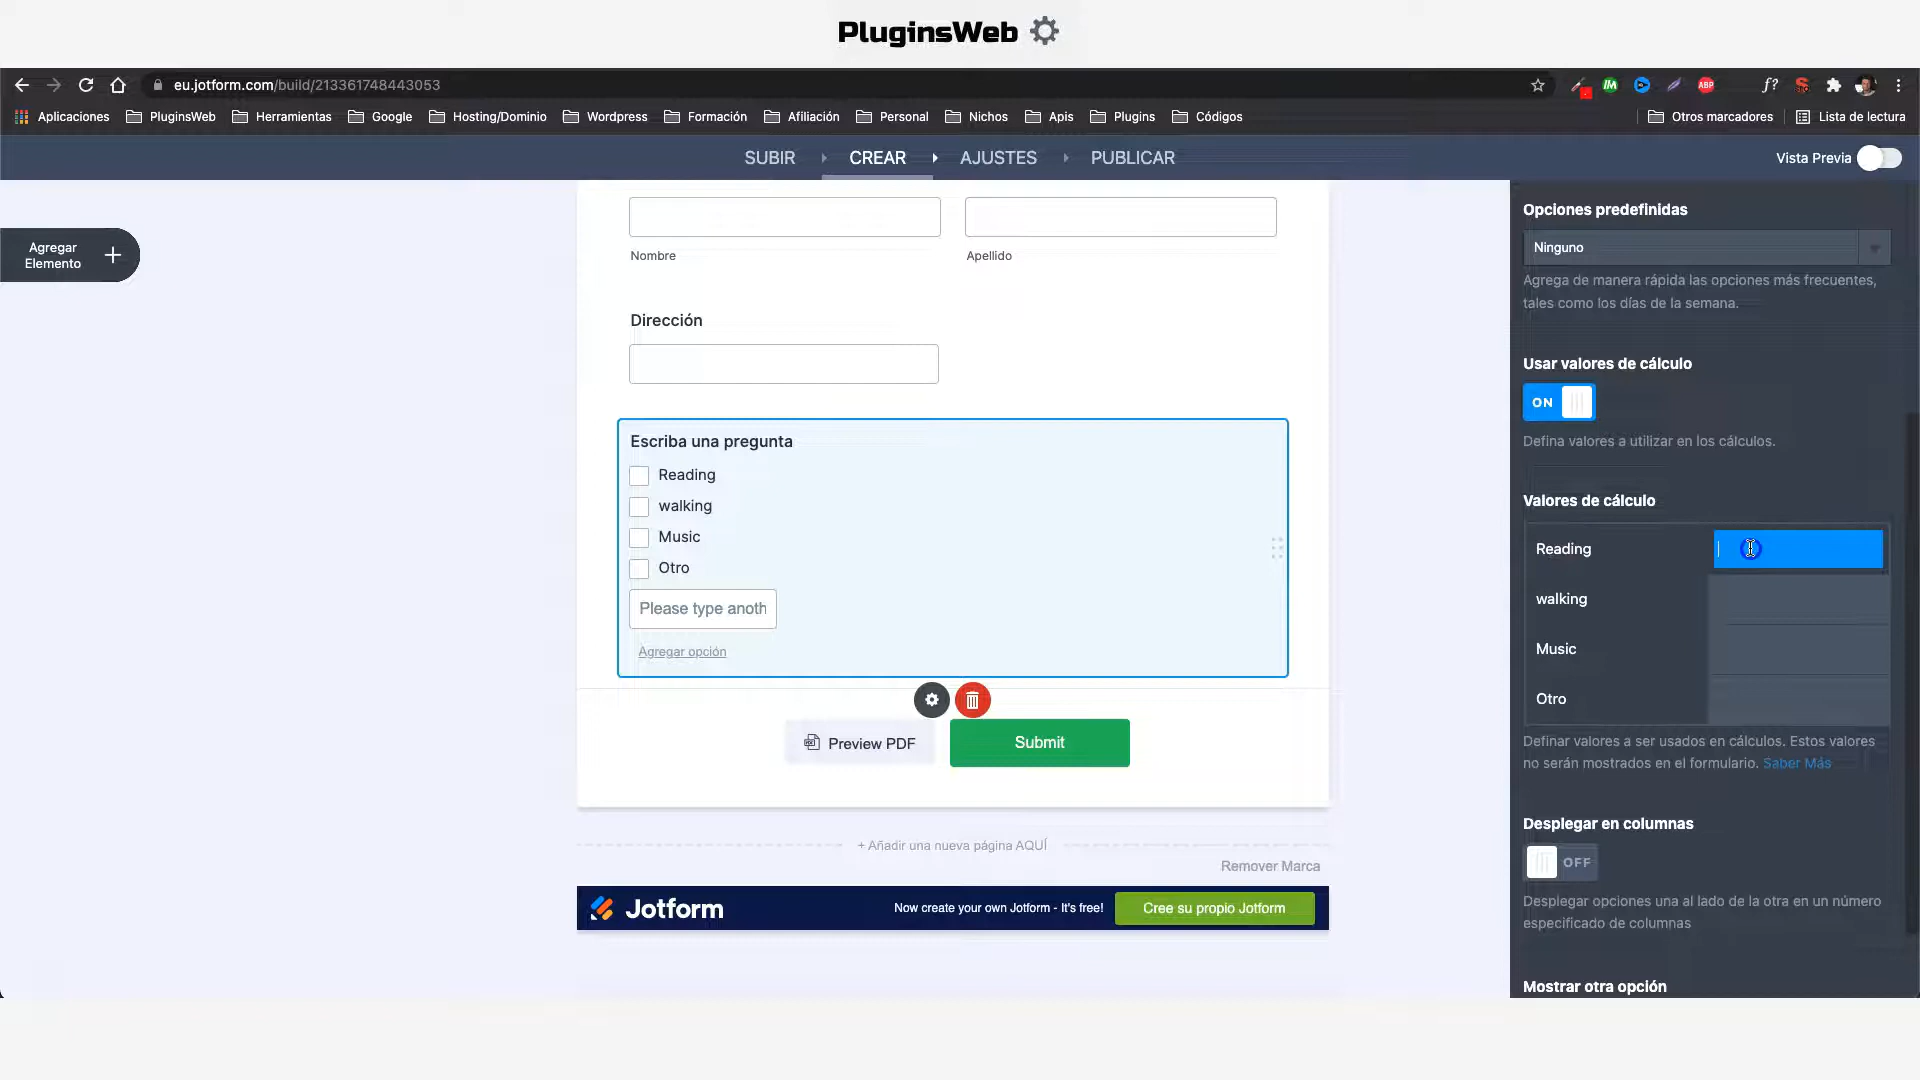 PluginsWeb
eu.jotform.com/build/213361748443053
Aplicaciones PluginsWeb Herramientas Google Hosting/Dominio Wordpress Formación Afiliación Personal Nichos Apis Plugins Códigos Otros marcadores Lista de lectura
SUBIR CREAR AJUSTES PUBLICAR Vista Previa
Agregar
Elemento
Nombre Apellido
Dirección
Escriba una pregunta
Reading
walking
Music
Otro
Please type anoth
Agregar opción
Preview PDF Submit
+ Añadir una nueva página AQUÍ
Remover Marca
Jotform Now create your own Jotform - It's free! Cree su propio Jotform
Opciones predefinidas
Ninguno
Agrega de manera rápida las opciones más frecuentes,
tales como los días de la semana.
Usar valores de cálculo
ON
Defina valores a utilizar en los cálculos.
Valores de cálculo
Reading
walking
Music
Otro
Definar valores a ser usados en cálculos. Estos valores
no serán mostrados en el formulario. Saber Más
Desplegar en columnas
OFF
Desplegar opciones una al lado de la otra en un número
especificado de columnas
Mostrar otra opción